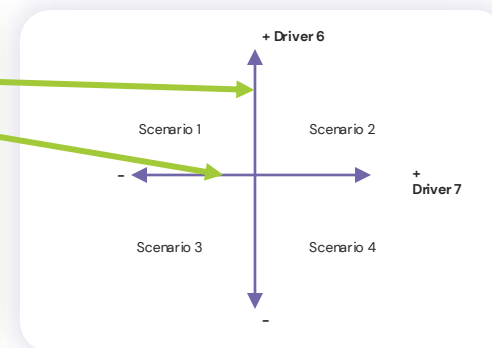 + Driver 6
Scenario 1
Scenario 2
-
+
Driver 7
Scenario 3
Scenario 4
-